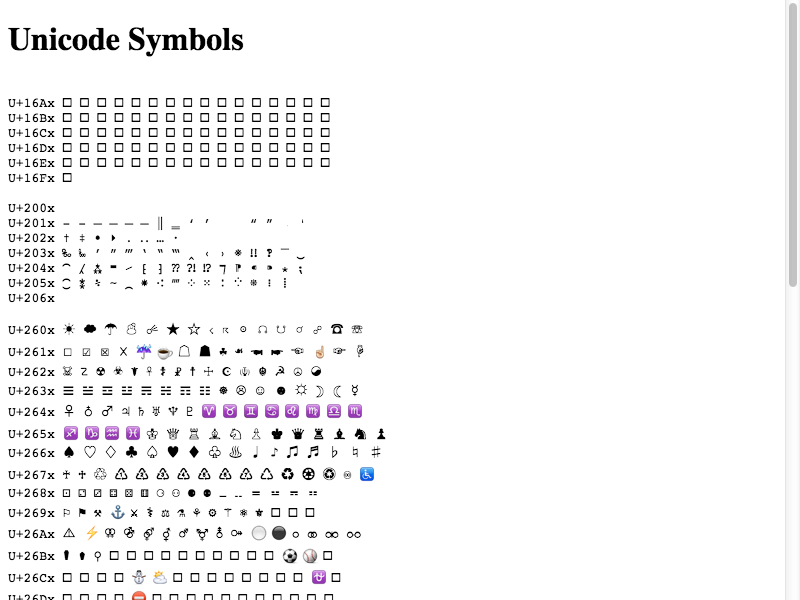 Unicode Symbols
U+16Ax □ □ □ □ □ □ □ □ □ □ □ □ □ □ □ □
U+16Bx □ □ □ □ □ □ □ □ □ □ □ □ □ □ □ □
U+16Cx □ □ □ □ □ □ □ □ □ □ □ □ □ □ □ □
U+16Dx □ □ □ □ □ □ □ □ □ □ □ □ □ □ □ □
U+16Ex □ □ □ □ □ □ □ □ □ □ □ □ □ □ □ □
U+16Fx □
U+200x
U+201x ‐ ‑ ‒ – — ― ‖ ‗ ‘ ’ “ ” ‛
U+202x † ‡ • ‣ ․ ‥ … ‧
U+203x ‰ ‱ ′ ″ ‴ ‵ ‶ ‷ ‸ ‹ › ※ ‼ ‽ ‾ ‿
U+204x ⁀ ⁁ ⁂ ⁃ ⁄ ⁅ ⁆ ⁇ ⁈ ⁉ ⁊ ⁋ ⁌ ⁍ ⁎ ⁏
U+205x ⁐ ⁑ ⁒ ⁓ ⁔ ⁕ ⁖ ⁗ ⁘ ⁙ ⁚ ⁛ ⁜ ⁝ ⁞
U+206x
U+260x ☀ ☁ ☂ ☃ ☄ ★ ☆ ☇ ☈ ☉ ☊ ☋ ☌ ☍ ☎ ☏
U+261x ☐ ☑ ☒ ☓ ☔ ☕ ☖ ☗ ☘ ☙ ☚ ☛ ☜ ☝ ☞ ☟
U+262x ☠ ☡ ☢ ☣ ☤ ☥ ☦ ☧ ☨ ☩ ☪ ☫ ☬ ☭ ☮ ☯
U+263x ☰ ☱ ☲ ☳ ☴ ☵ ☶ ☷ ☸ ☹ ☺ ☻ ☼ ☽ ☾ ☿
U+264x ♀ ♁ ♂ ♃ ♄ ♅ ♆ ♇ ♈ ♉ ♊ ♋ ♌ ♍ ♎ ♏
U+265x ♐ ♑ ♒ ♓ ♔ ♕ ♖ ♗ ♘ ♙ ♚ ♛ ♜ ♝ ♞ ♟
U+266x ♠ ♡ ♢ ♣ ♤ ♥ ♦ ♧ ♨ ♩ ♪ ♫ ♬ ♭ ♮ ♯
U+267x ♰ ♱ ♲ ♳ ♴ ♵ ♶ ♷ ♸ ♹ ♺ ♻ ♼ ♽ ♾ ♿
U+268x ⚀ ⚁ ⚂ ⚃ ⚄ ⚅ ⚆ ⚇ ⚈ ⚉ ⚊ ⚋ ⚌ ⚍ ⚎ ⚏
U+269x ⚐ ⚑ ⚒ ⚓ ⚔ ⚕ ⚖ ⚗ ⚘ ⚙ ⚚ ⚛ ⚜ □ □ □
U+26Ax ⚠ ⚡ ⚢ ⚣ ⚤ ⚥ ⚦ ⚧ ⚨ ⚩ ⚪ ⚫ ⚬ ⚭ ⚮ ⚯
U+26Bx ⚰ ⚱ ⚲ □ □ □ □ □ □ □ □ □ □ ⚽ ⚾ □
U+26Cx □ □ □ □ ⛄ ⛅ □ □ □ □ □ □ □ □ ⛎ □
U+26Dx □ □ □ □ ⛔ □ □ □ □ □ □ □ □ □ □ □